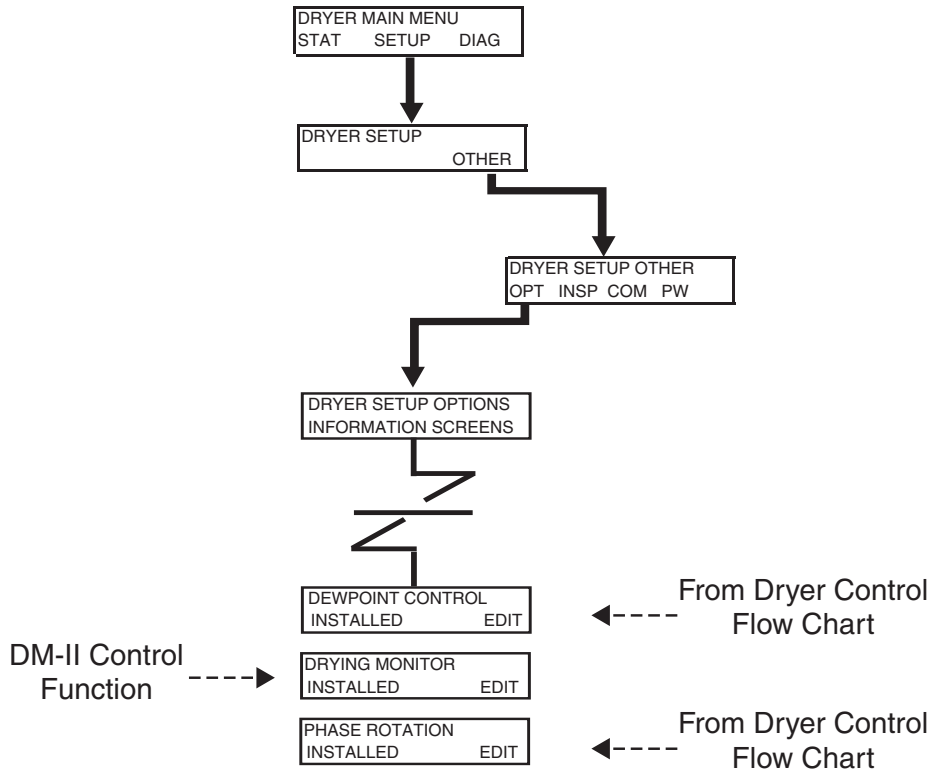 DRYER MAIN MENU
STAT SETUP DIAG
DRYER SETUP
OTHER
DRYER SETUP OTHER
OPT INSP COM PW
DRYER SETUP OPTIONS
INFORMATION SCREENS
DEWPOINT CONTROL
INSTALLED EDIT
From Dryer Control
Flow Chart
DM-II Control
Function
DRYING MONITOR
INSTALLED EDIT
PHASE ROTATION
INSTALLED EDIT
From Dryer Control
Flow Chart